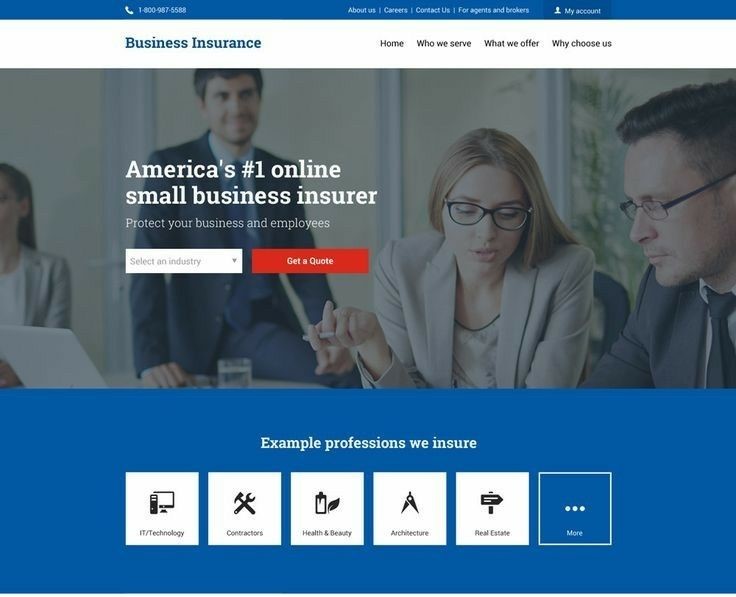 1-800-987-5588
About us | Careers | Contact Us | For agents and brokers
My account
Business Insurance
Home Who we serve What we offer Why choose us
America's #1 online
small business insurer
Protect your business and employees
Select an industry
Get a Quote
Example professions we insure
IT/Technology
Contractors
Health & Beauty
Architecture
Real Estate
More